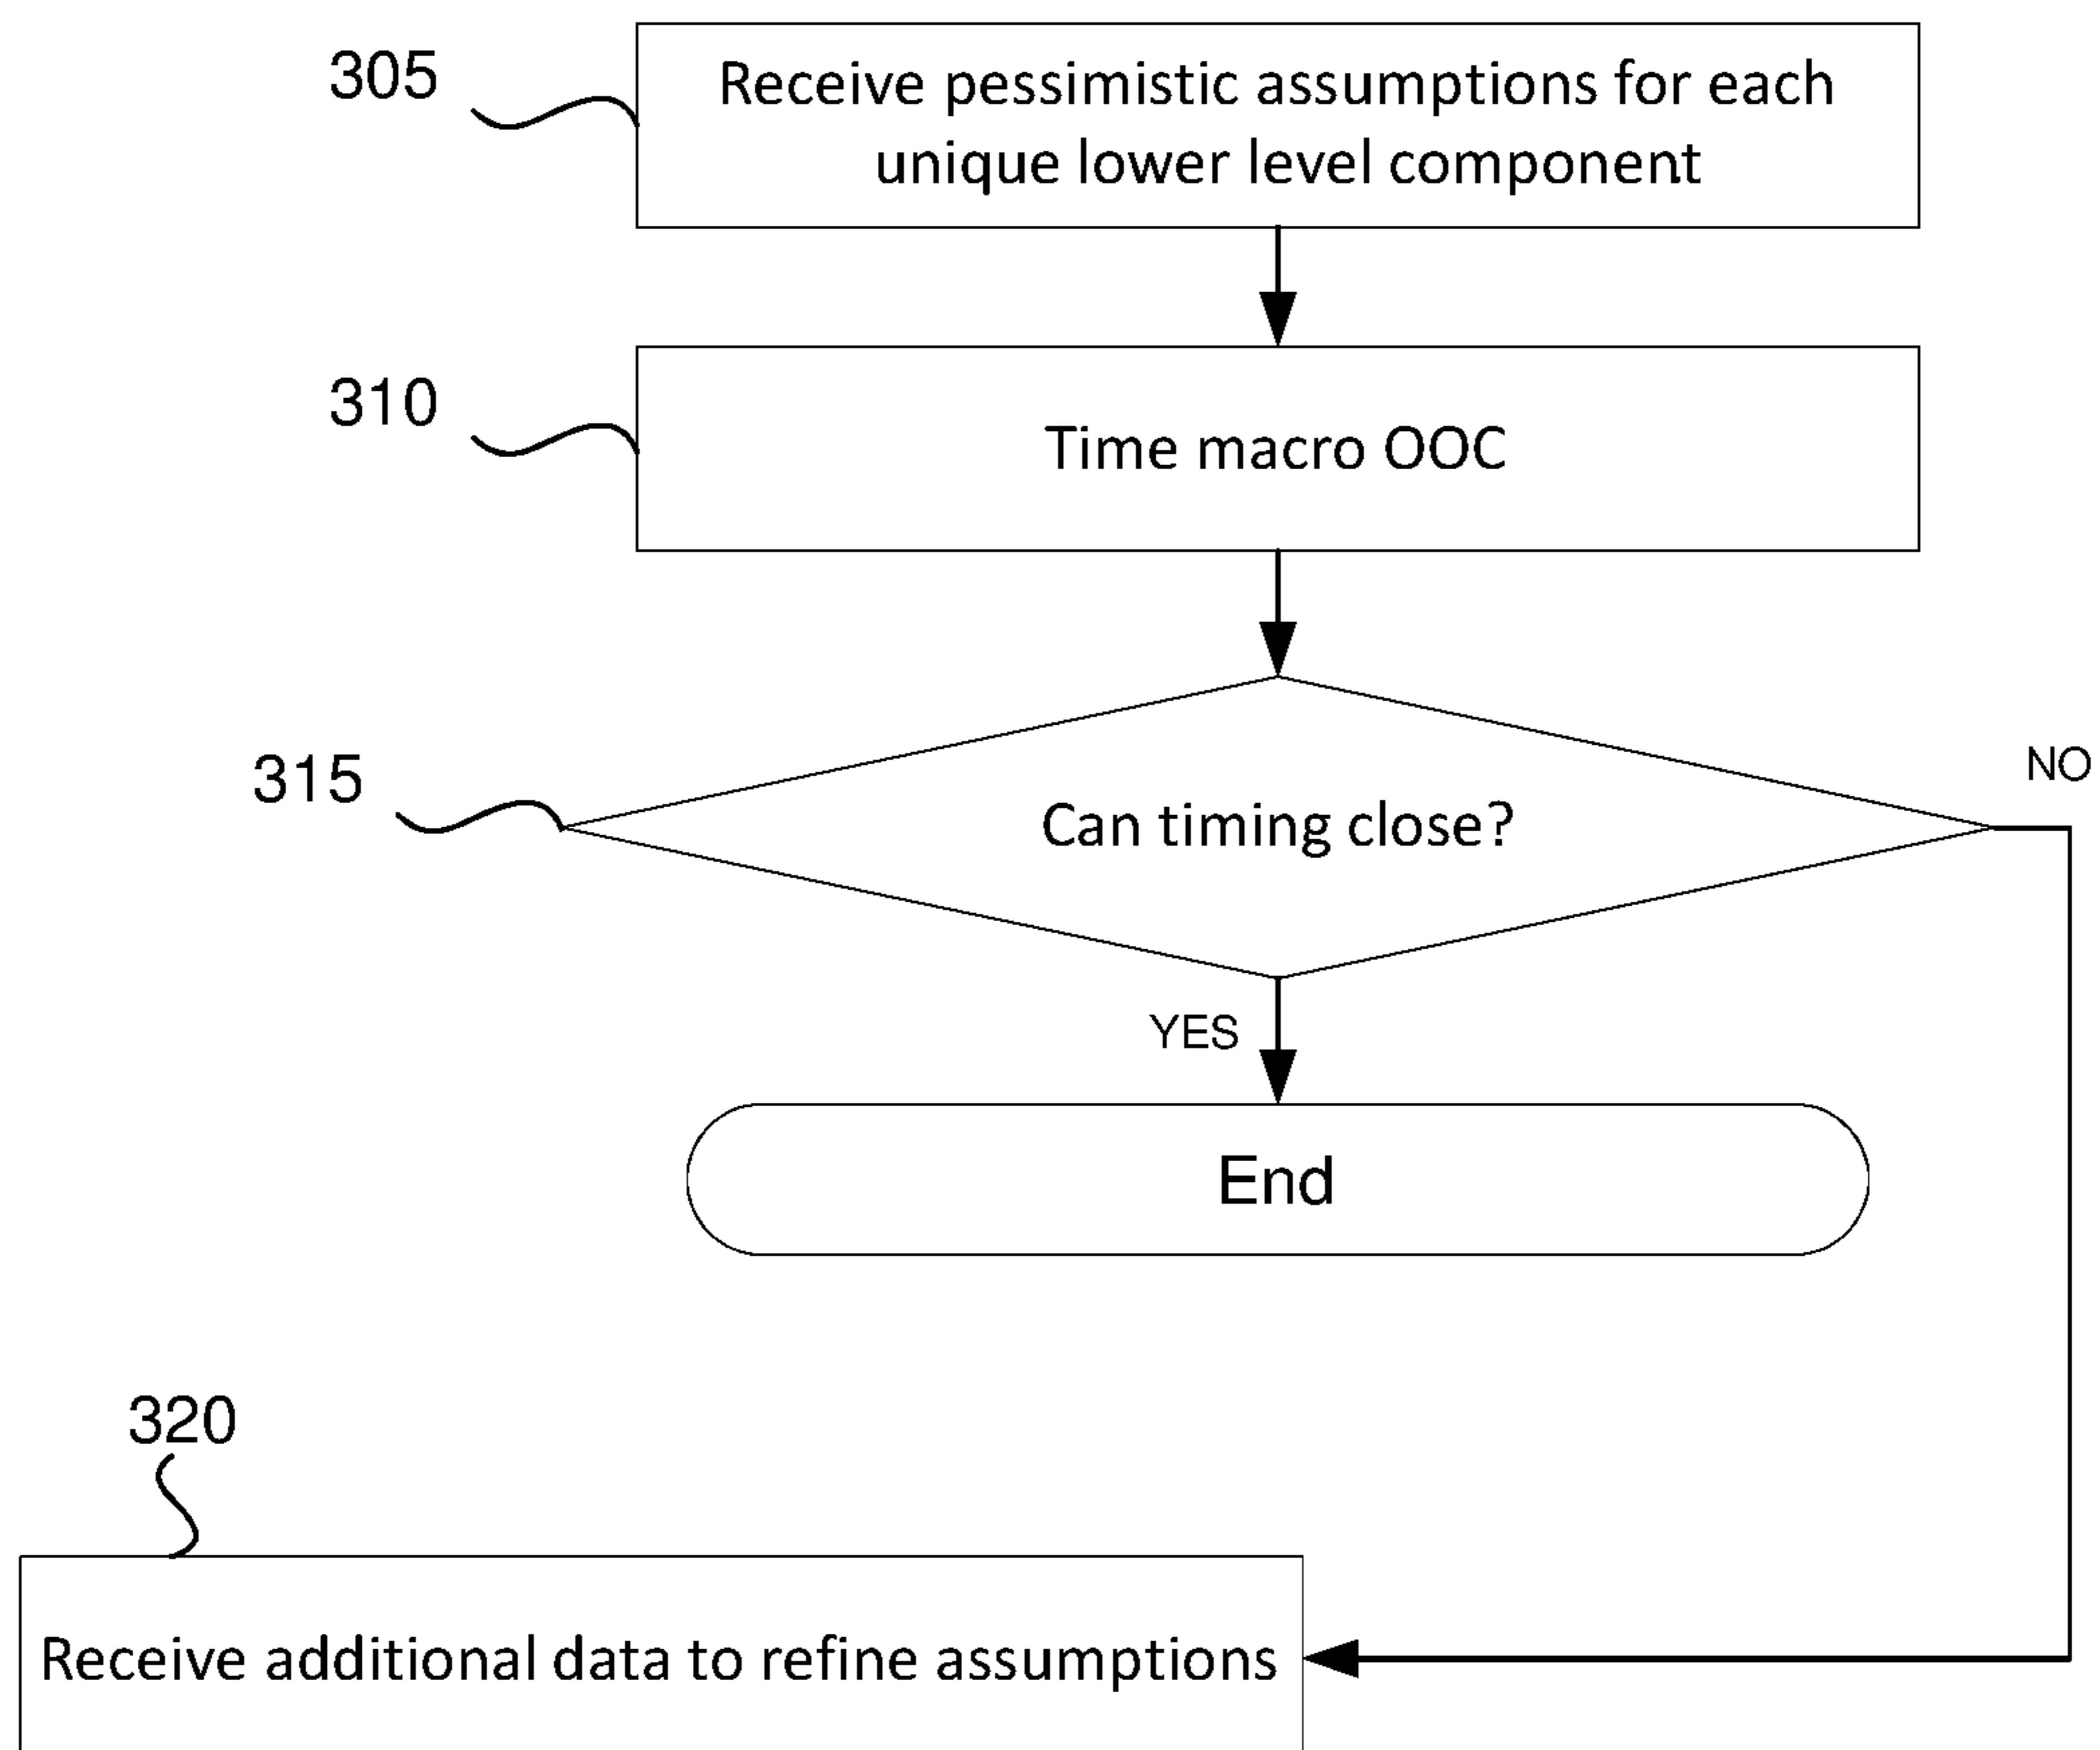 305
Receive pessimistic assumptions for each
unique lower level component
310
Time macro OOC
315
Can timing close?
NO
YES
End
320
Receive additional data to refine assumptions